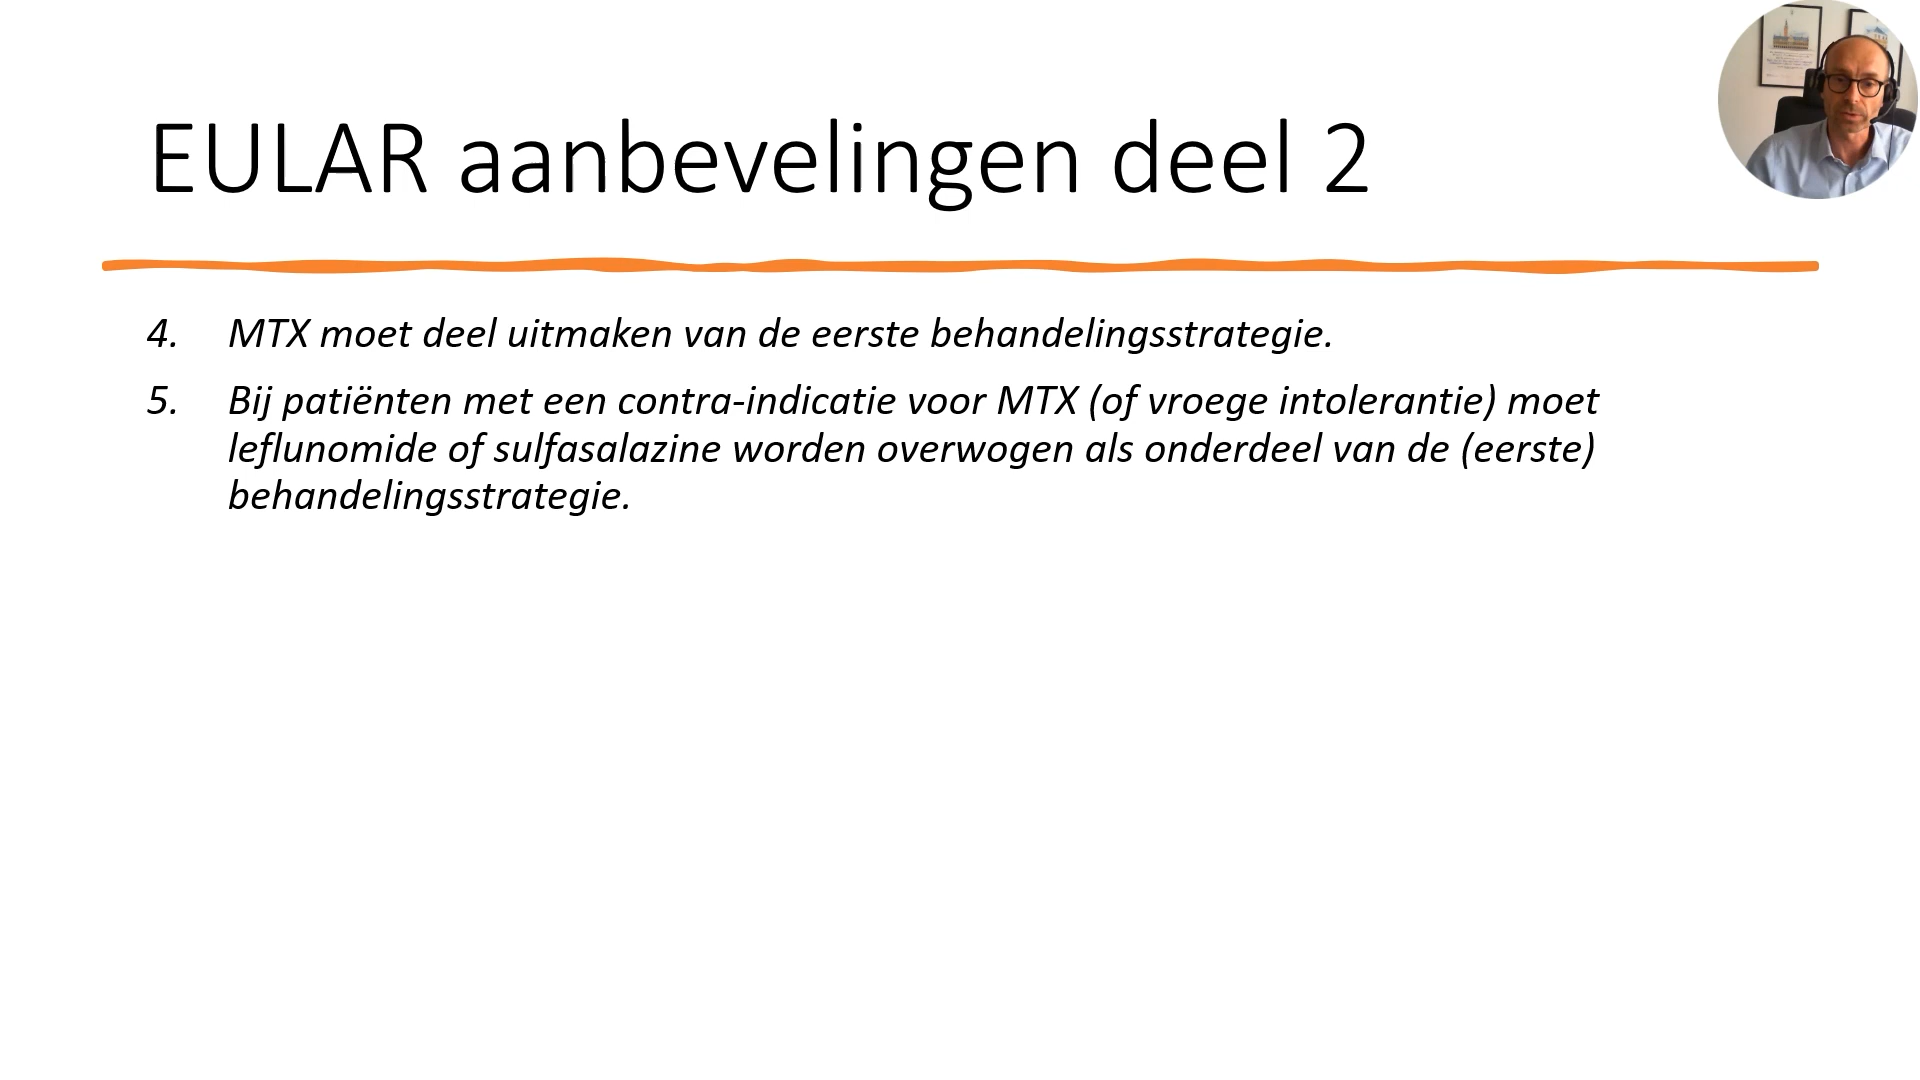 EULAR aanbevelingen deel 2
4. MTX moet deel uitmaken van de eerste behandelingsstrategie.
5. Bij patiënten met een contra-indicatie voor MTX (of vroege intolerantie) moet
leflunomide of sulfasalazine worden overwogen als onderdeel van de (eerste)
behandelingsstrategie.